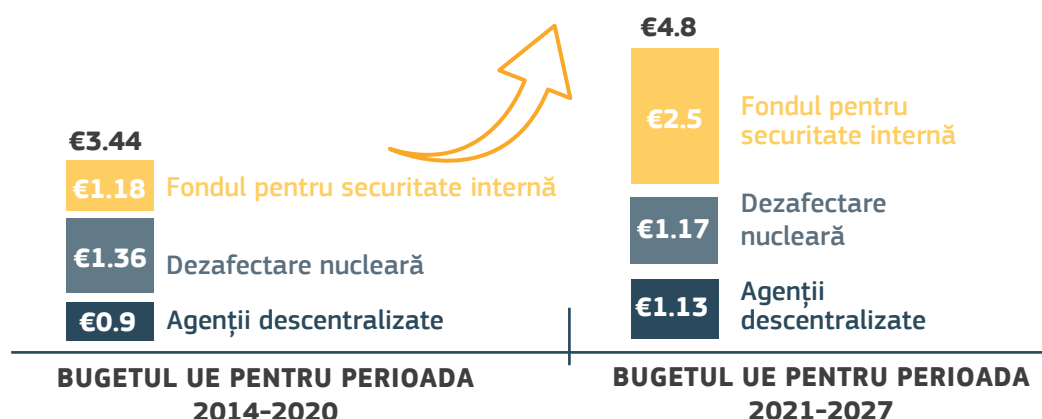 €3.44
€1.18 Fondul pentru securitate internă
€1.36 Dezafectare nucleară
€0.9 Agenții descentralizate
BUGETUL UE PENTRU PERIOADA
2014-2020
€4.8
€2.5
Fondul pentru
securitate internă
€1.17
Dezafectare
nucleară
€1.13
Agenții
descentralizate
BUGETUL UE PENTRU PERIOADA
2021-2027